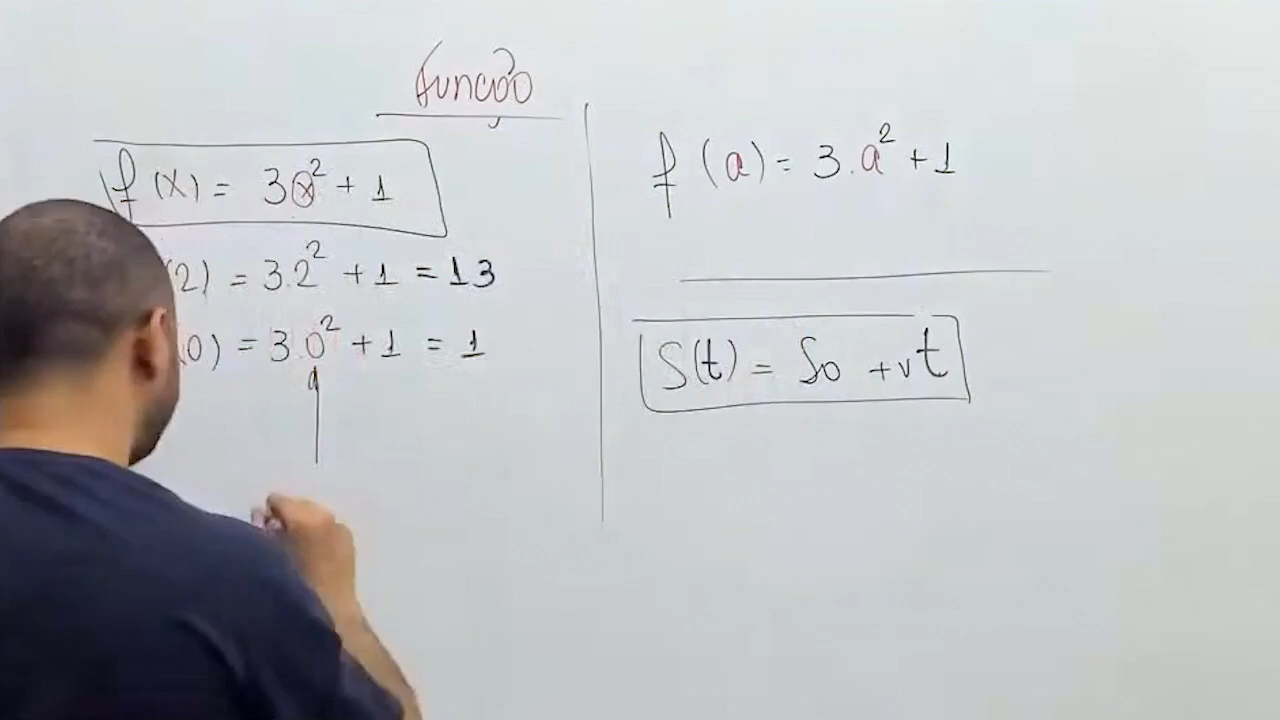 função
f(x) = 3x² + 1
(2) = 3.2² + 1 = 13
(0) = 3.0² + 1 = 1
f(a) = 3.a² + 1
S(t) = S0 + vt